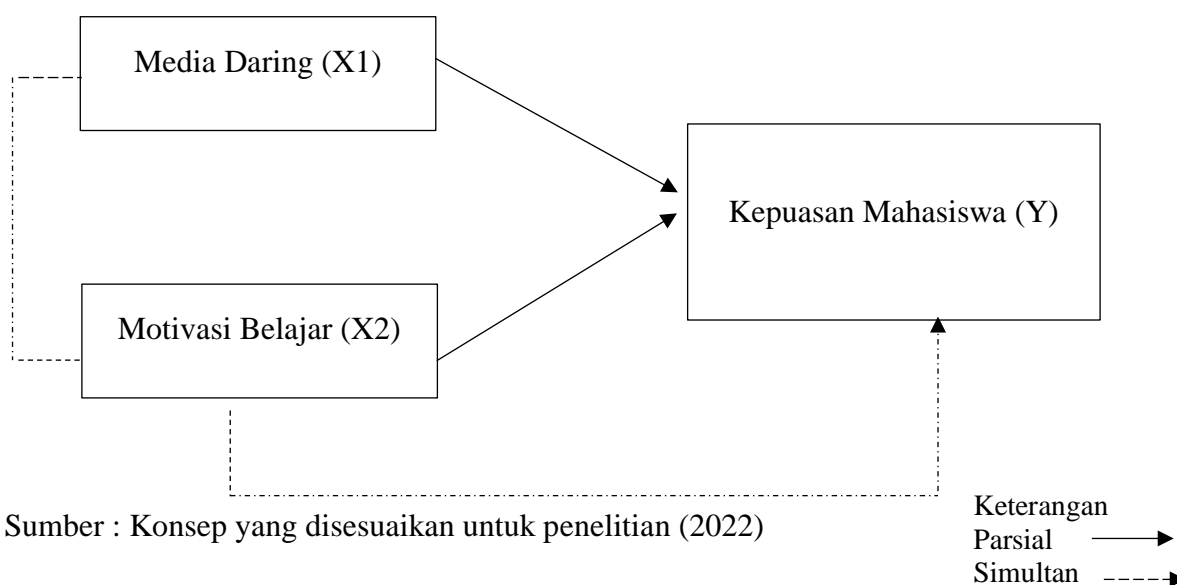 Media Daring (X1)
Kepuasan Mahasiswa (Y)
Motivasi Belajar (X2)
Sumber : Konsep yang disesuaikan untuk penelitian (2022)
Keterangan
Parsial
Simultan